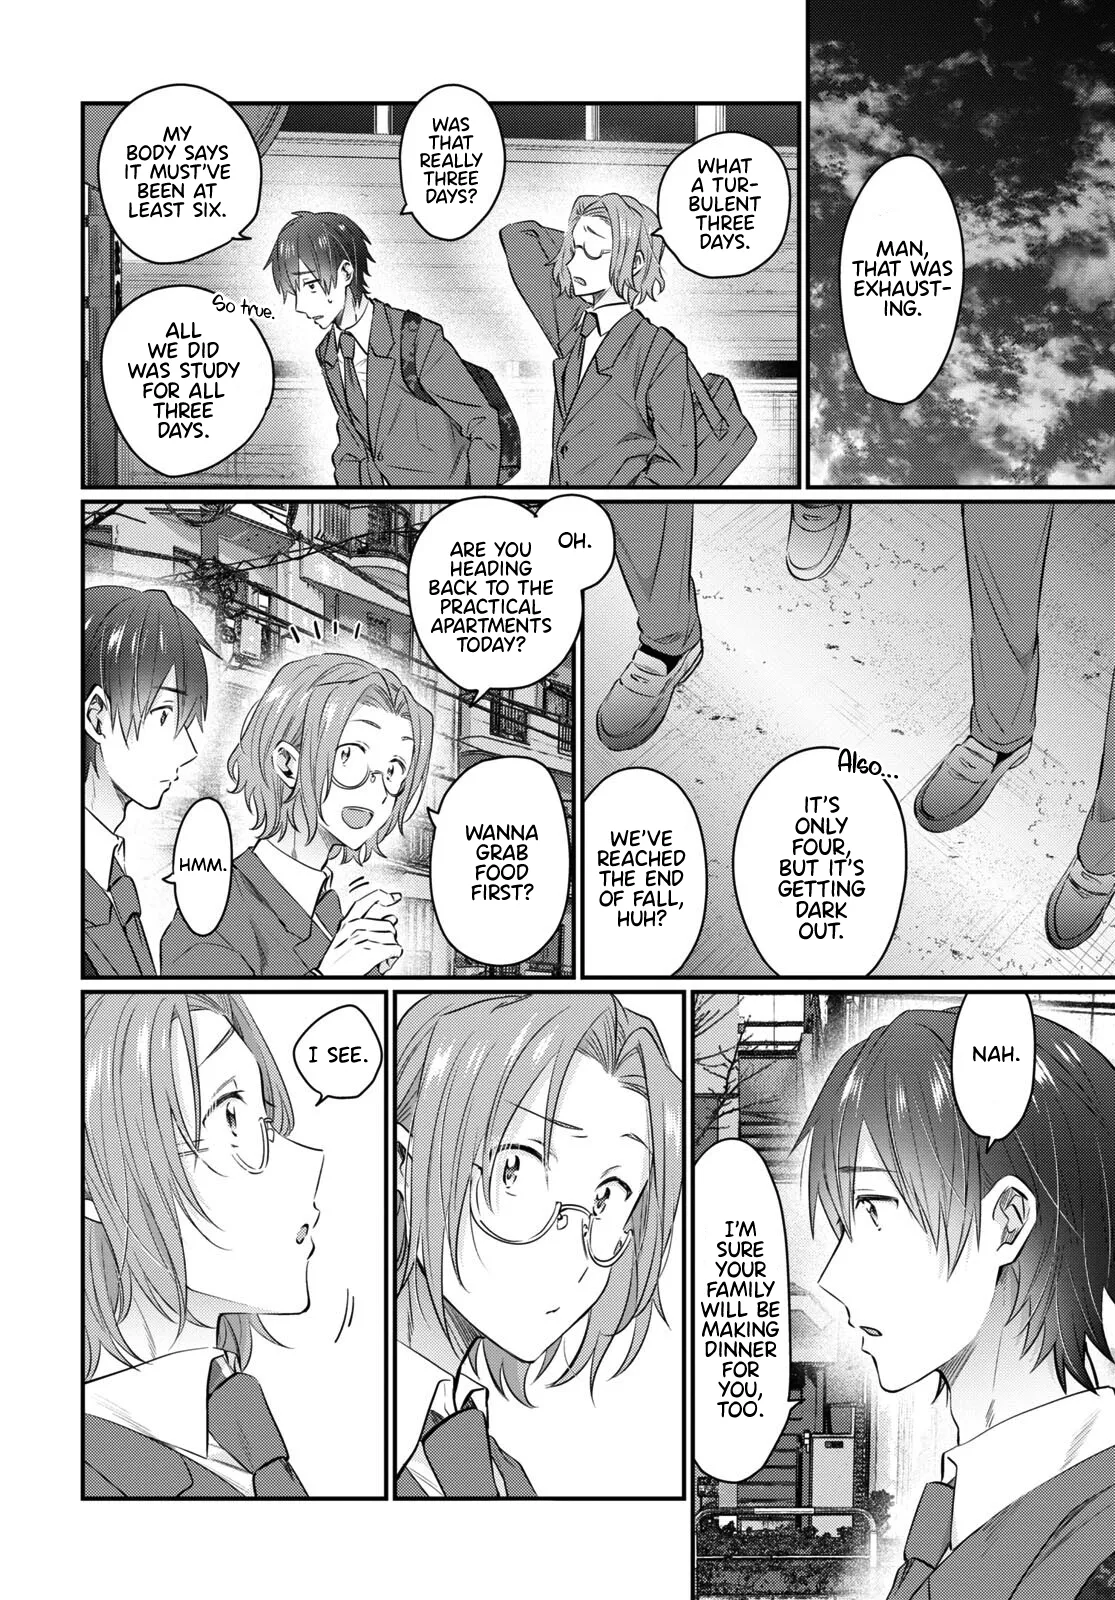 MAN,
THAT WAS
EXHAUST-
ING.
WHAT
A TUR-
BULENT
THREE
DAYS.
WAS
THAT
REALLY
THREE
DAYS?
MY
BODY SAYS
IT MUST'VE
BEEN AT
LEAST SIX.
So true.
ALL
WE DID
WAS STUDY
FOR ALL
THREE
DAYS.
Also...
IT'S
ONLY
FOUR,
BUT IT'S
GETTING
DARK
OUT.
WE'VE
REACHED
THE END
OF FALL,
HUH?
OH.
ARE YOU
HEADING
BACK TO THE
PRACTICAL
APARTMENTS
TODAY?
WANNA
GRAB
FOOD
FIRST?
HMM.
NAH.
I'M
SURE
YOUR
FAMILY
WILL BE
MAKING
DINNER
FOR
YOU,
TOO.
I SEE.